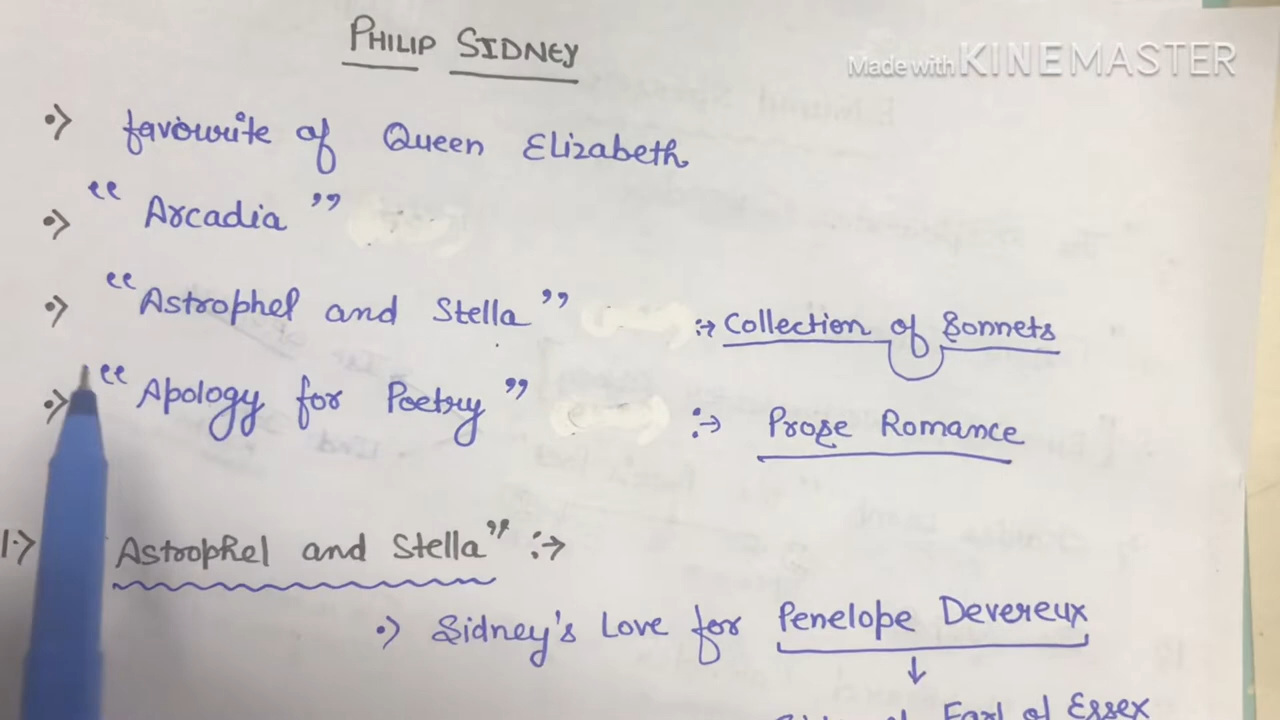 PHILIP SIDNEY
Made with KINEMASTER
•> favourite of Queen Elizabeth
•> "Arcadia"
•> "Astrophel and Stella" :→ Collection of Sonnets
•> "Apology for Poetry" :→ Prose Romance
1.> Astrophel and Stella" :→
•> Sidney's Love for Penelope Devereux
↓
Earl of Essex